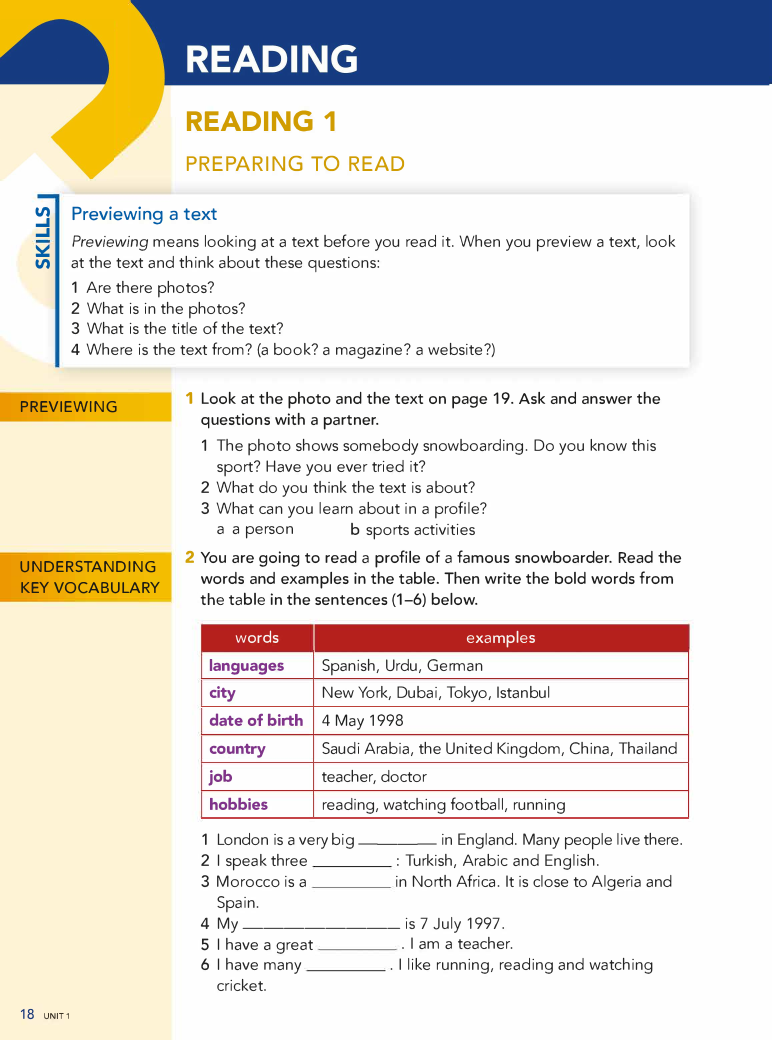 READING
READING 1
PREPARING TO READ
SKILLS
Previewing a text
Previewing means looking at a text before you read it. When you preview a text, look
at the text and think about these questions:
1 Are there photos?
2 What is in the photos?
3 What is the title of the text?
4 Where is the text from? (a book? a magazine? a website?)
PREVIEWING
1 Look at the photo and the text on page 19. Ask and answer the
questions with a partner.
1 The photo shows somebody snowboarding. Do you know this
sport? Have you ever tried it?
2 What do you think the text is about?
3 What can you learn about in a profile?
a a person b sports activities
UNDERSTANDING
KEY VOCABULARY
2 You are going to read a profile of a famous snowboarder. Read the
words and examples in the table. Then write the bold words from
the table in the sentences (1–6) below.
words examples
languages Spanish, Urdu, German
city New York, Dubai, Tokyo, Istanbul
date of birth 4 May 1998
country Saudi Arabia, the United Kingdom, China, Thailand
job teacher, doctor
hobbies reading, watching football, running
1 London is a very big _________ in England. Many people live there.
2 I speak three _________ : Turkish, Arabic and English.
3 Morocco is a _________ in North Africa. It is close to Algeria and
Spain.
4 My __________________ is 7 July 1997.
5 I have a great _________ . I am a teacher.
6 I have many _________ . I like running, reading and watching
cricket.
18 UNIT 1